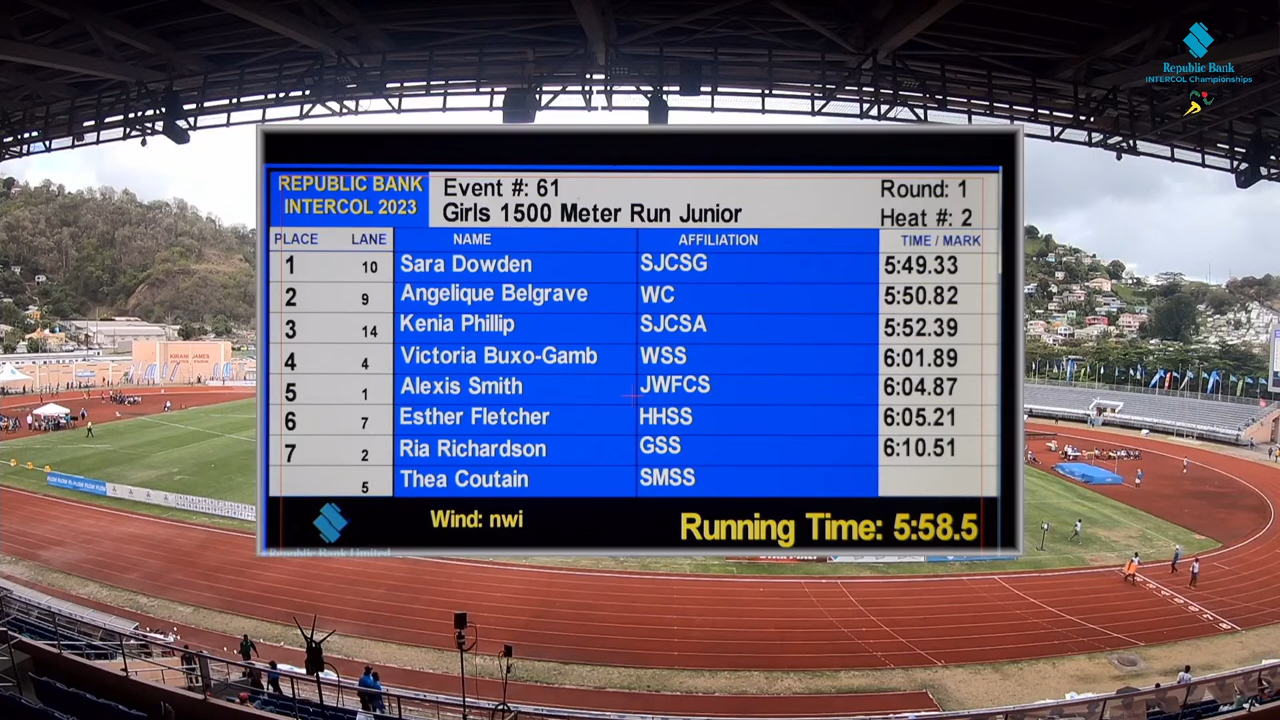 Republic Bank
INTERCOL Championships
REPUBLIC BANK
INTERCOL 2023
Event #: 61
Girls 1500 Meter Run Junior
Round: 1
Heat #: 2
PLACE LANE NAME AFFILIATION TIME / MARK
1 10 Sara Dowden SJCSG 5:49.33
2 9 Angelique Belgrave WC 5:50.82
3 14 Kenia Phillip SJCSA 5:52.39
4 4 Victoria Buxo-Gamb WSS 6:01.89
5 1 Alexis Smith JWFCS 6:04.87
6 7 Esther Fletcher HHSS 6:05.21
7 2 Ria Richardson GSS 6:10.51
5 Thea Coutain SMSS
Wind: nwi
Running Time: 5:58.5
Republic Bank Limited
KIRANI JAMES